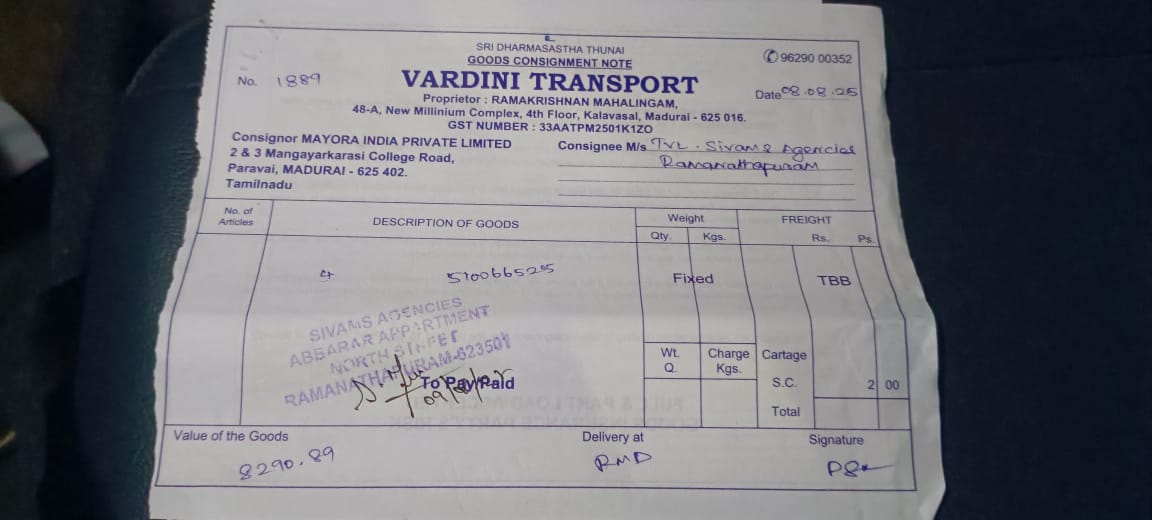 SRI DHARMASASTHA THUNAI
GOODS CONSIGNMENT NOTE
✆ 96290 00352
No. 1889
VARDINI TRANSPORT
Date 08.08.25
Proprietor : RAMAKRISHNAN MAHALINGAM,
48-A, New Millinium Complex, 4th Floor, Kalavasal, Madurai - 625 016.
GST NUMBER : 33AATPM2501K1ZO
Consignor MAYORA INDIA PRIVATE LIMITED
2 & 3 Mangayarkarasi College Road,
Paravai, MADURAI - 625 402.
Tamilnadu
Consignee M/s TVL. Sivams Agencies
Ramanathapuram
No. of Articles
DESCRIPTION OF GOODS
Weight
Qty. Kgs.
FREIGHT
Rs. Ps.
5100665205
Fixed
TBB
SIVAMS AGENCIES
ABBARAR APPARTMENT
NORTH STREET
RAMANATHAPURAM-623501
To Pay/Paid
Wt. Q.
Charge Kgs.
Cartage
S.C. 2 00
Total
Value of the Goods
8290.89
Delivery at
RMD
Signature